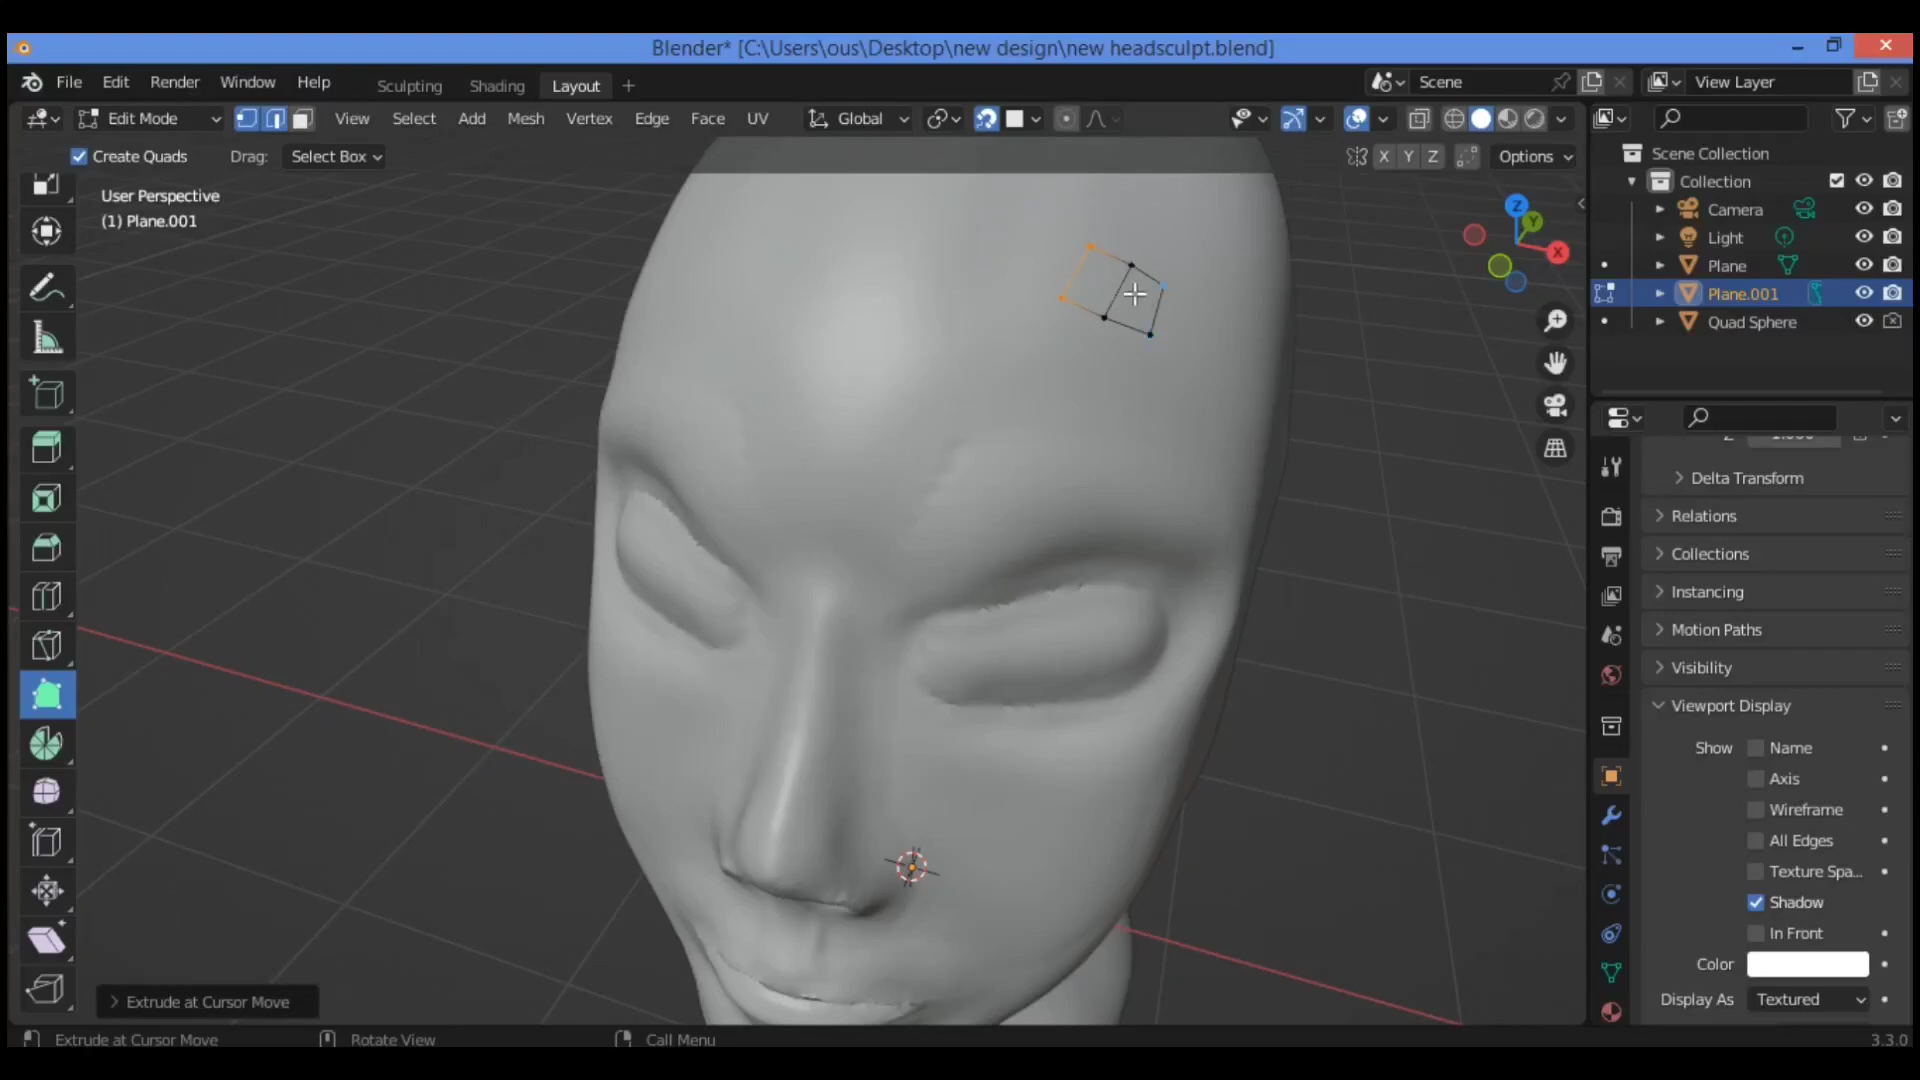 Blender* [C:\Users\ous\Desktop\new design\new headsculpt.blend]
File Edit Render Window Help Sculpting Shading Layout + Scene View Layer
Edit Mode View Select Add Mesh Vertex Edge Face UV Global
Create Quads Drag: Select Box X Y Z Options
User Perspective
(1) Plane.001
Z
Y
X
Scene Collection
Collection
Camera
Light
Plane
Plane.001
Quad Sphere
Delta Transform
Relations
Collections
Instancing
Motion Paths
Visibility
Viewport Display
Show Name
Axis
Wireframe
All Edges
Texture Spa...
Shadow
In Front
Color
Display As Textured
Extrude at Cursor Move
Extrude at Cursor Move Rotate View Call Menu 3.3.0